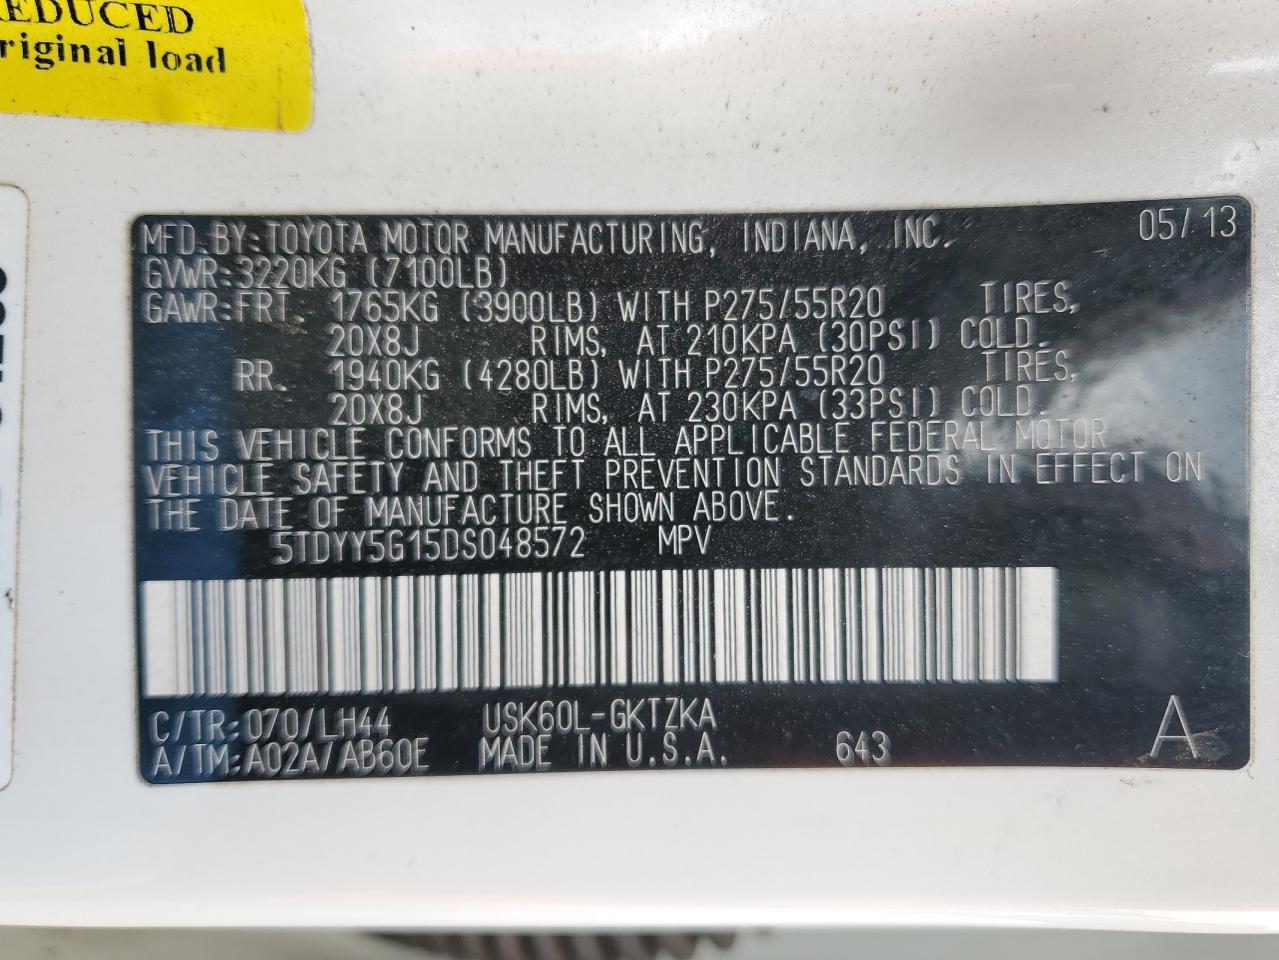 REDUCED
original load
MFD.BY:TOYOTA MOTOR MANUFACTURING, INDIANA, INC. 05/13
GVWR:3220KG (7100LB)
GAWR:FRT. 1765KG (3900LB) WITH P275/55R20 TIRES,
20X8J RIMS, AT 210KPA (30PSI) COLD.
RR. 1940KG (4280LB) WITH P275/55R20 TIRES,
20X8J RIMS, AT 230KPA (33PSI) COLD.
THIS VEHICLE CONFORMS TO ALL APPLICABLE FEDERAL MOTOR
VEHICLE SAFETY AND THEFT PREVENTION STANDARDS IN EFFECT ON
THE DATE OF MANUFACTURE SHOWN ABOVE.
5TDYY5G15DS048572 MPV
C/TR:070/LH44 USK60L-GKTZKA
A/TM:A02A/AB60E MADE IN U.S.A. 643 A